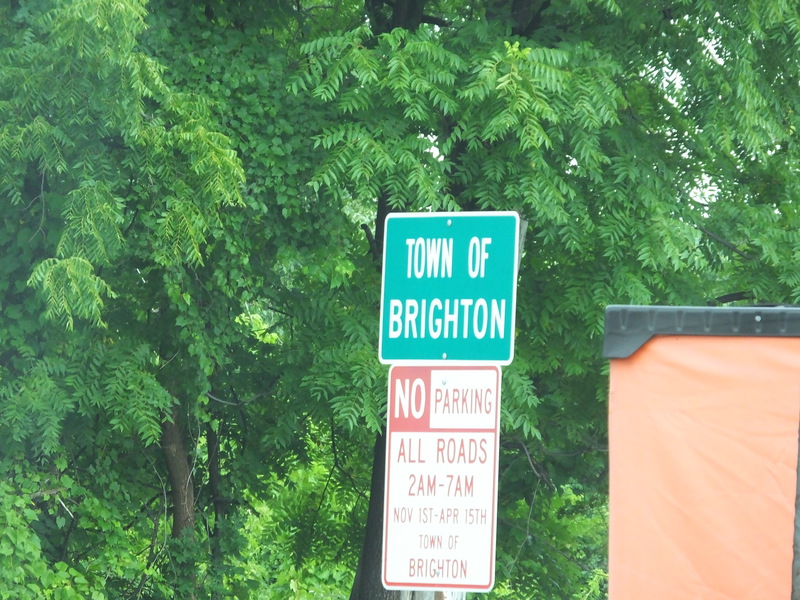 TOWN OF
BRIGHTON
NO PARKING
ALL ROADS
2AM-7AM
NOV 1ST-APR 15TH
TOWN OF
BRIGHTON